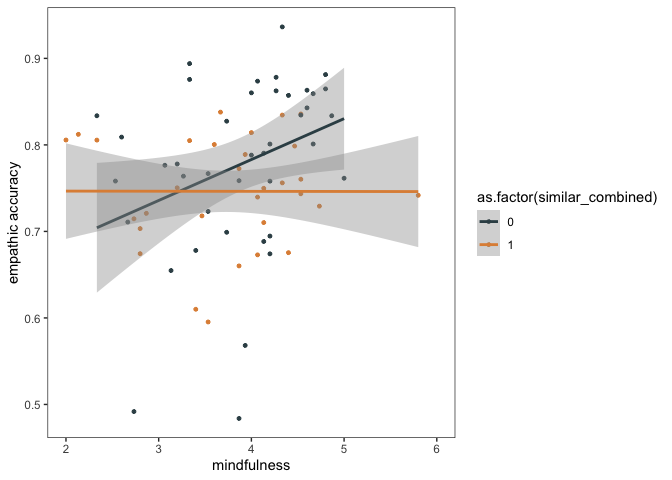 0.9
0.8
0.7
0.6
0.5
empathic accuracy
2 3 4 5 6
mindfulness
as.factor(similar_combined)
0
1